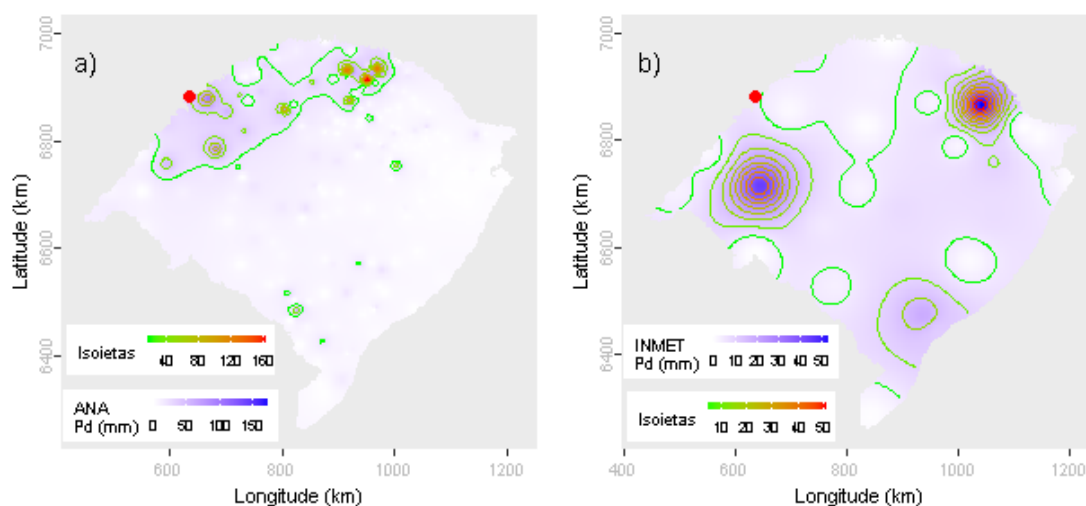 a)
7000
6800
6600
6400
Latitude (km)
Isoietas
40 80 120 160
ANA
Pd (mm)
0 50 100 150
600 800 1000 1200
Longitude (km)
b)
7000
6800
6600
6400
Latitude (km)
INMET
Pd (mm)
0 10 20 30 40 50
Isoietas
10 20 30 40 50
400 600 800 1000 1200
Longitude (km)